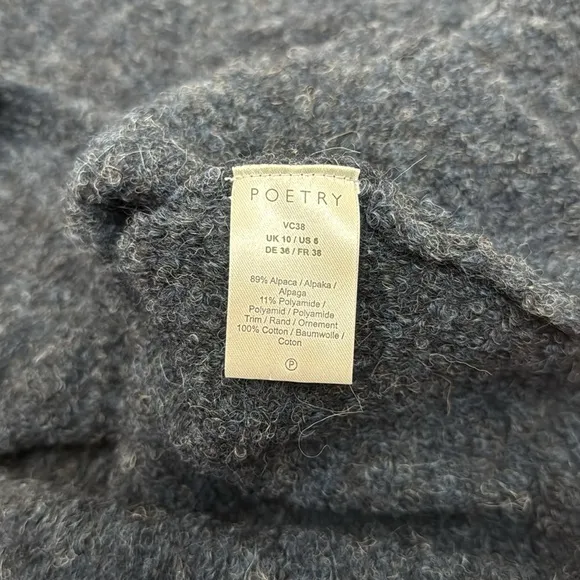 POETRY
VC38
UK 10 / US 6
DE 36 / FR 38
89% Alpaca / Alpaka /
Alpaga
11% Polyamide /
Polyamid / Polyamide
Trim / Rand / Ornement
100% Cotton / Baumwolle /
Coton
P